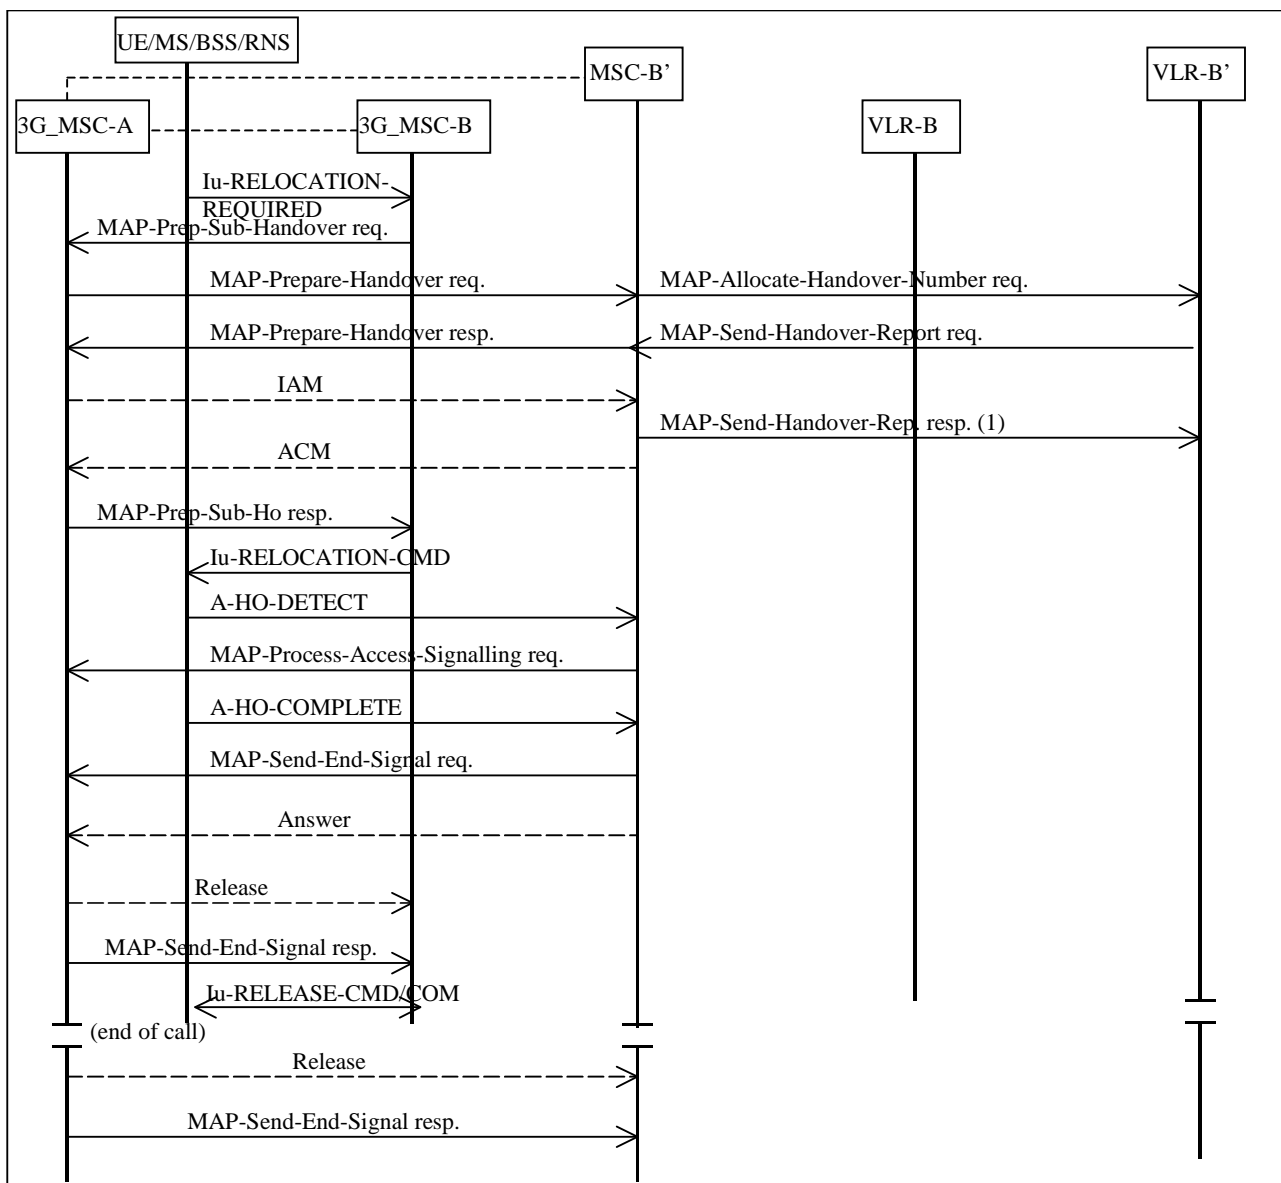 UE/MS/BSS/RNS
MSC-B’
VLR-B’
3G_MSC-A
3G_MSC-B
VLR-B
Iu-RELOCATION-
REQUIRED
MAP-Prep-Sub-Handover req.
MAP-Prepare-Handover req.
MAP-Allocate-Handover-Number req.
MAP-Prepare-Handover resp.
MAP-Send-Handover-Report req.
IAM
MAP-Send-Handover-Rep. resp. (1)
ACM
MAP-Prep-Sub-Ho resp.
Iu-RELOCATION-CMD
A-HO-DETECT
MAP-Process-Access-Signalling req.
A-HO-COMPLETE
MAP-Send-End-Signal req.
Answer
Release
MAP-Send-End-Signal resp.
Iu-RELEASE-CMD/COM
(end of call)
Release
MAP-Send-End-Signal resp.